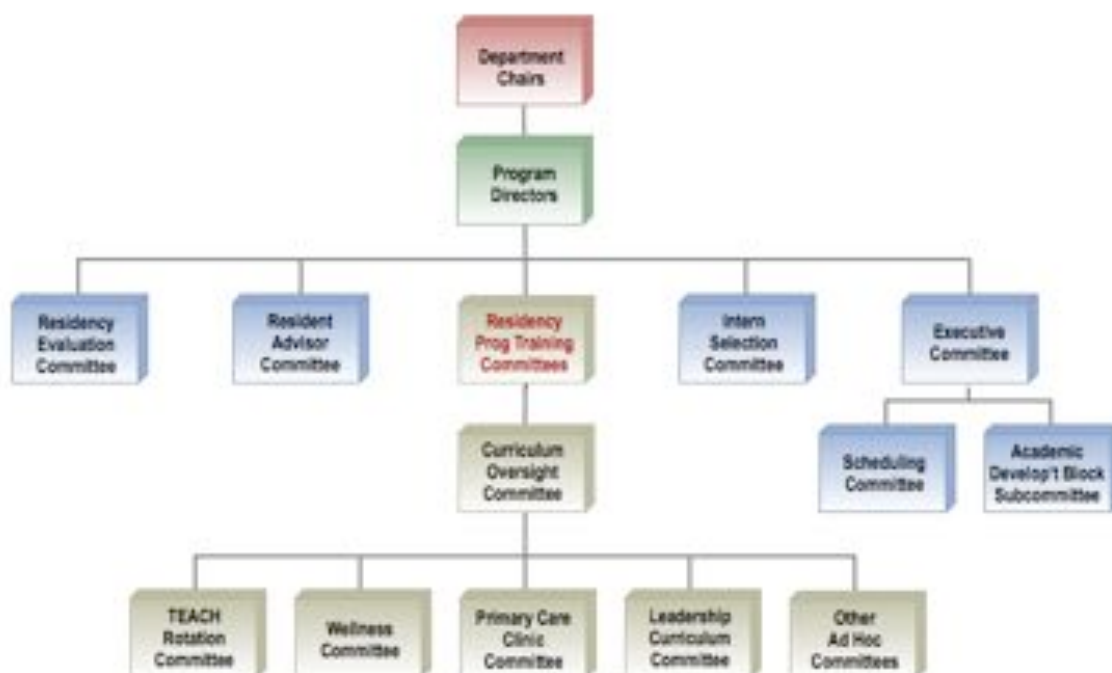 Department
Chairs
Program
Directors
Residency
Evaluation
Committee
Resident
Advisor
Committee
Residency
Prog Training
Committees
Intern
Selection
Committee
Executive
Committee
Curriculum
Oversight
Committee
Scheduling
Committee
Academic
Develop't Block
Subcommittee
TEACH
Rotation
Committee
Wellness
Committee
Primary Care
Clinic
Committee
Leadership
Curriculum
Committee
Other
Ad Hoc
Committees